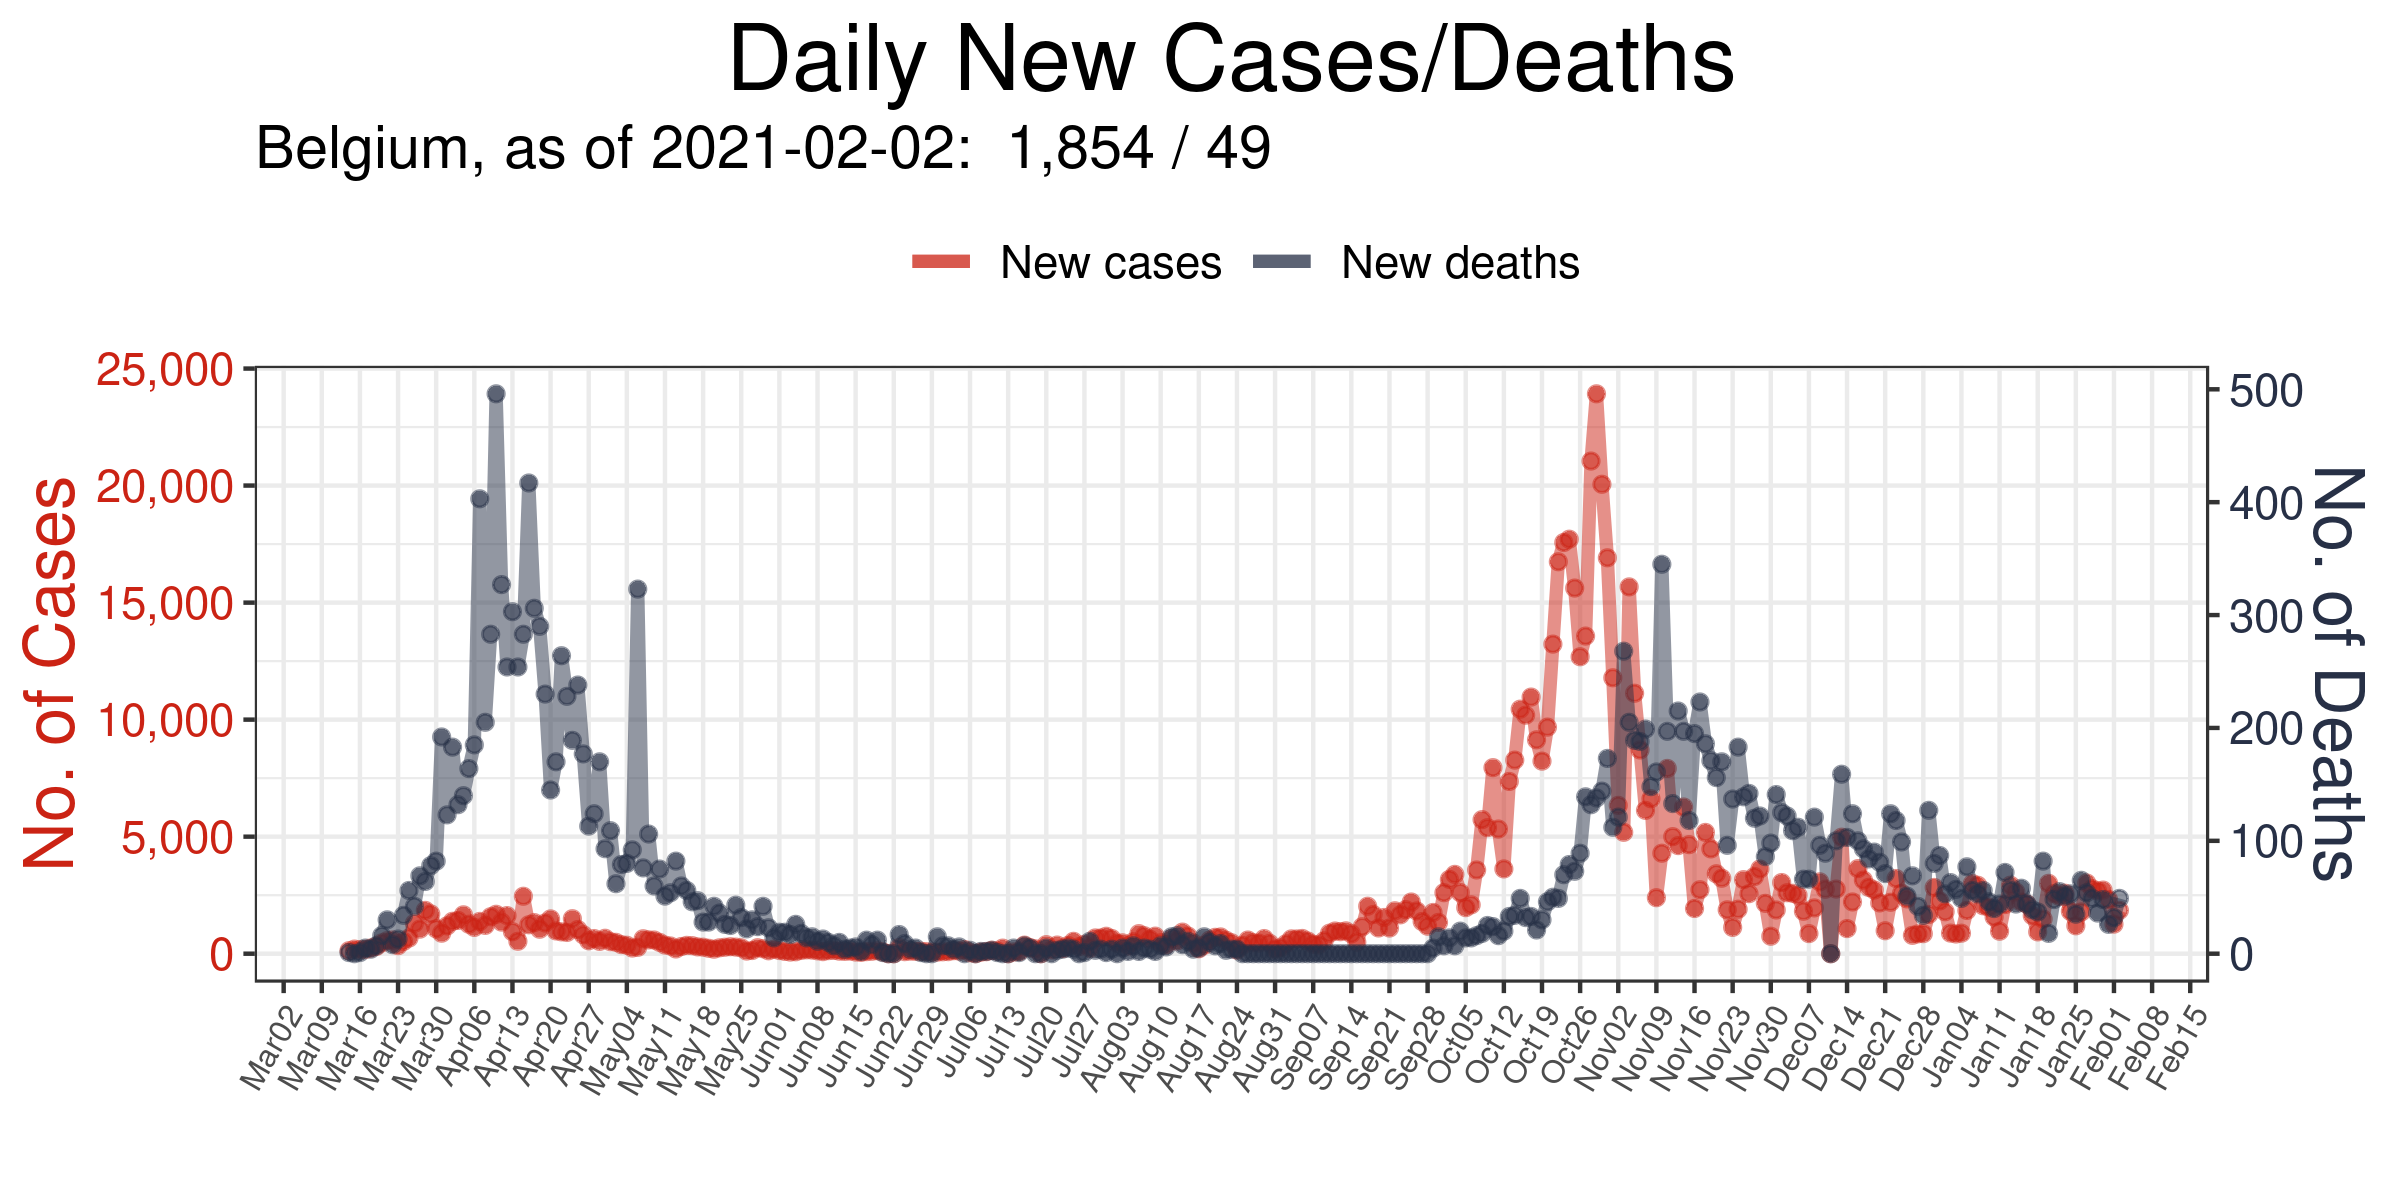 Daily New Cases/Deaths
Belgium, as of 2021-02-02:  1,854 / 49
New cases New deaths
No. of Cases
25,000
20,000
15,000
10,000
5,000
0
500
400
300
200
100
0
No. of Deaths
Mar02 Mar09 Mar16 Mar23 Mar30 Apr06 Apr13 Apr20 Apr27 May04 May11 May18 May25 Jun01 Jun08 Jun15 Jun22 Jun29 Jul06 Jul13 Jul20 Jul27 Aug03 Aug10 Aug17 Aug24 Aug31 Sep07 Sep14 Sep21 Sep28 Oct05 Oct12 Oct19 Oct26 Nov02 Nov09 Nov16 Nov23 Nov30 Nov07 Dec14 Dec21 Dec28 Dec04 Jan11 Jan18 Jan25 Feb01 Feb08 Feb15